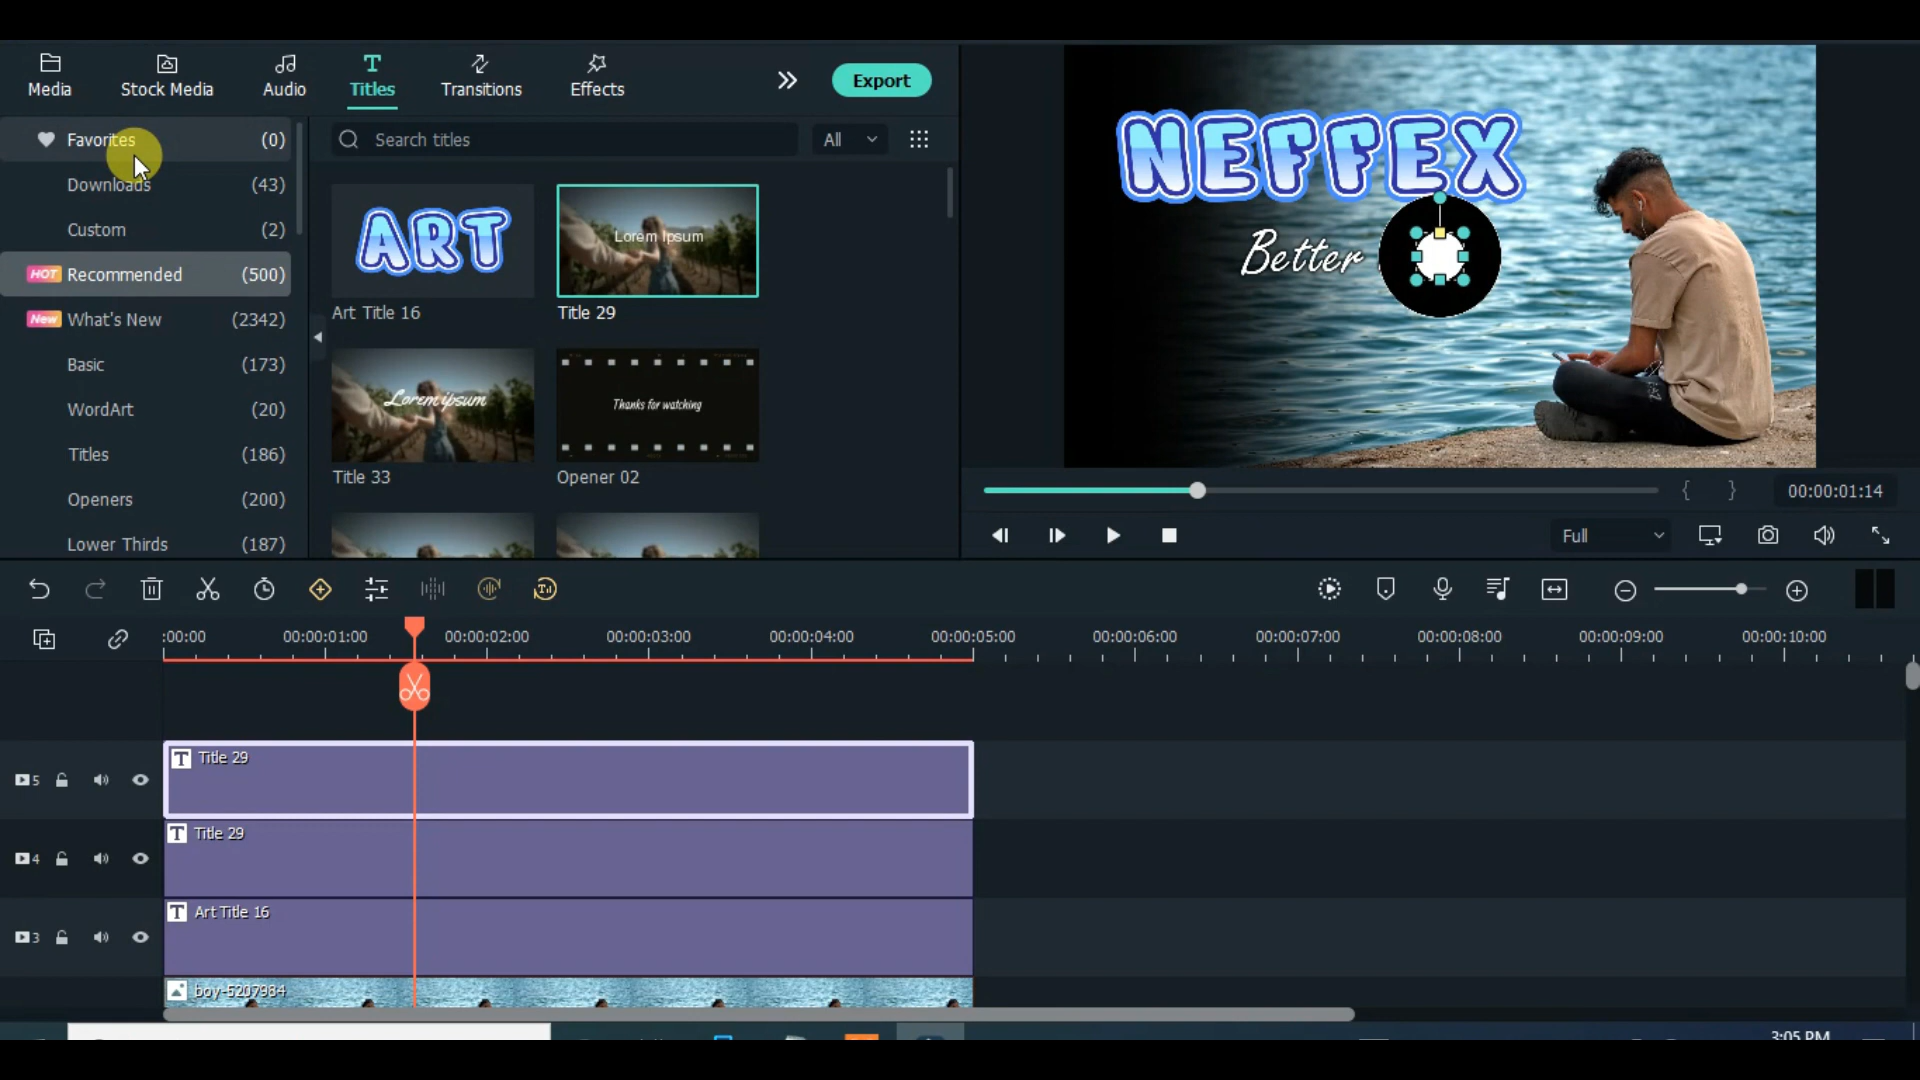 Media
Stock Media
Audio
Titles
Transitions
Effects
Export
Favorites (0)
Downloads (43)
Custom (2)
HOT Recommended (500)
New What's New (2342)
Basic (173)
WordArt (20)
Titles (186)
Openers (200)
Lower Thirds (187)
Search titles
All
ART
Art Title 16
Lorem Ipsum
Title 29
Lorem ipsum
Title 33
Thanks for watching
Opener 02
NEFFEX
Better
{ }
00:00:01:14
Full
:00:00 00:00:01:00 00:00:02:00 00:00:03:00 00:00:04:00 00:00:05:00 00:00:06:00 00:00:07:00 00:00:08:00 00:00:09:00 00:00:10:00
5
T Title 29
4
T Title 29
3
T Art Title 16
boy-5207984
3:05 PM